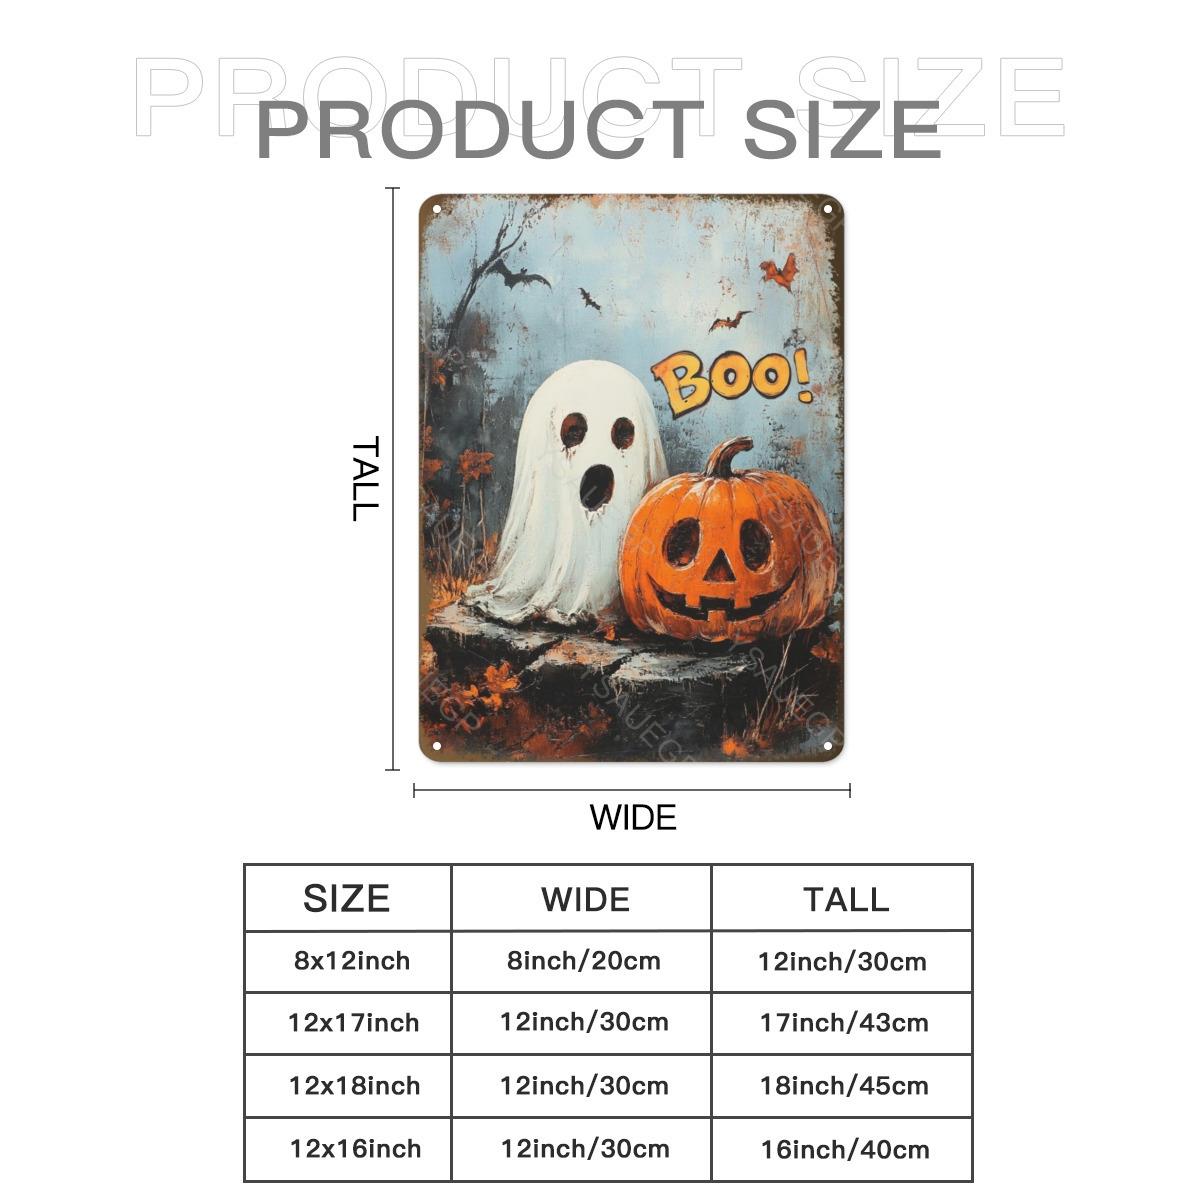 PRODUCT SIZE
PRODUCT SIZE
BOO!
TALL
YSAUEGP
WIDE
SIZE WIDE TALL
8x12inch 8inch/20cm 12inch/30cm
12x17inch 12inch/30cm 17inch/43cm
12x18inch 12inch/30cm 18inch/45cm
12x16inch 12inch/30cm 16inch/40cm